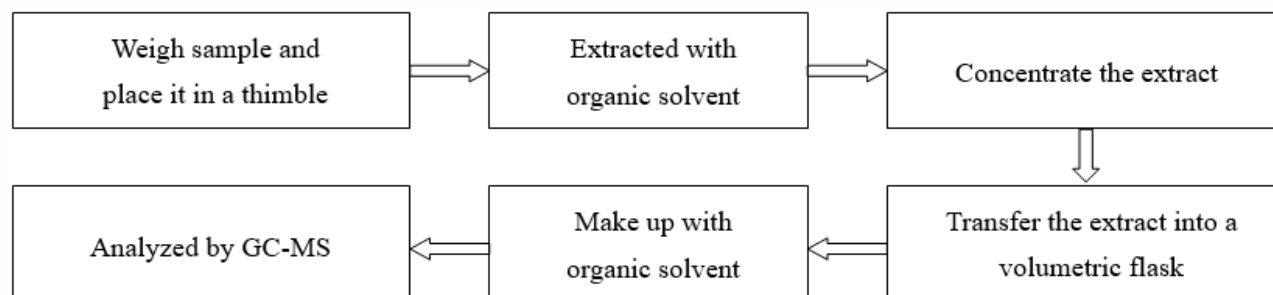 Weigh sample and
place it in a thimble
Extracted with
organic solvent
Concentrate the extract
Transfer the extract into a
volumetric flask
Make up with
organic solvent
Analyzed by GC-MS